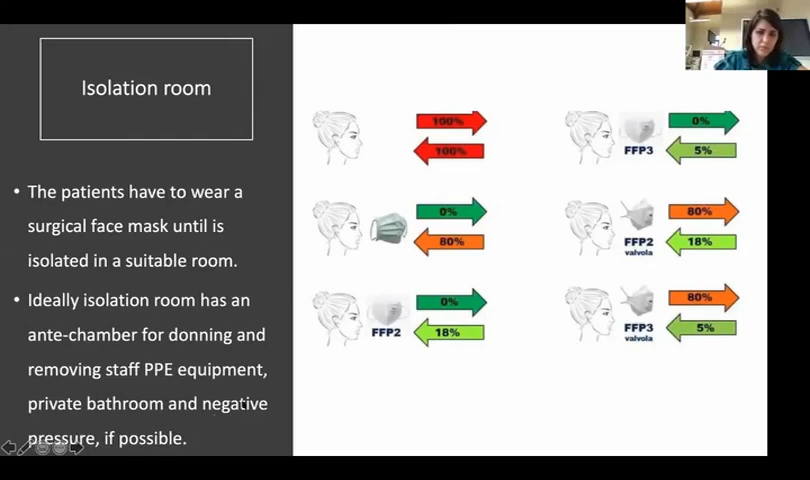 Isolation room
• The patients have to wear a
surgical face mask until is
isolated in a suitable room.
• Ideally isolation room has an
ante-chamber for donning and
removing staff PPE equipment,
private bathroom and negative
pressure, if possible.
100%
100%
0%
80%
FFP2
0%
18%
FFP3
0%
5%
FFP2
valvola
80%
18%
FFP3
valvola
80%
5%